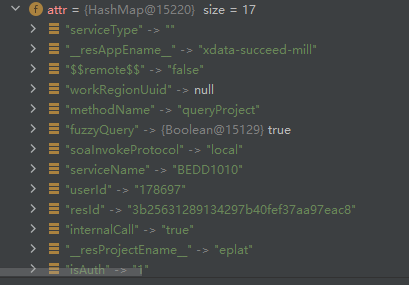 f attr = {HashMap@15220} size = 17
"serviceType" -> ""
"__resAppEname__" -> "xdata-succeed-mill"
"$$remote$$" -> "false"
"workRegionUuid" -> null
"methodName" -> "queryProject"
"fuzzyQuery" -> {Boolean@15129} true
"soaInvokeProtocol" -> "local"
"serviceName" -> "BEDD1010"
"userId" -> "178697"
"resId" -> "3b25631289134297b40fef37aa97eac8"
"internalCall" -> "true"
"__resProjectEname__" -> "eplat"
"isAuth" -> "1"